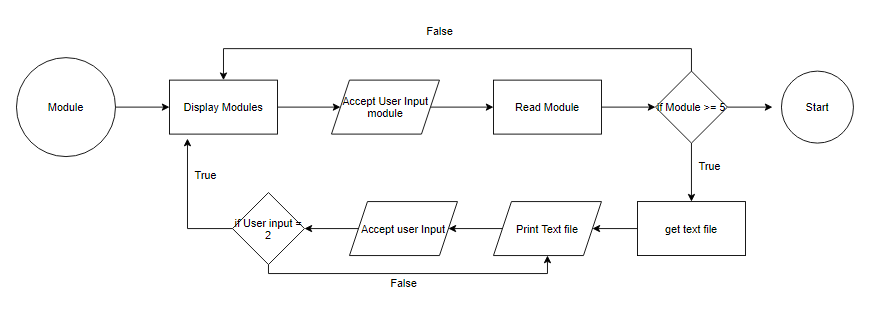 False
Module
Display Modules
Accept User Input
module
Read Module
if Module >= 5
Start
True
True
if User input =
2
Accept user Input
Print Text file
get text file
False